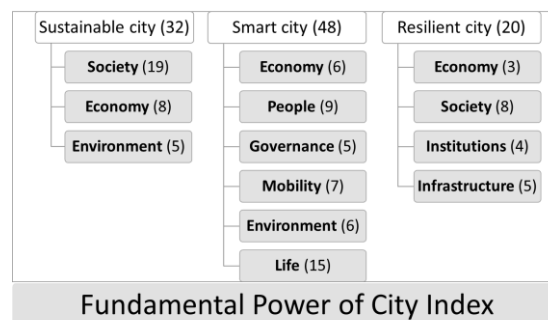 Sustainable city (32)
Society (19)
Economy (8)
Environment (5)
Smart city (48)
Economy (6)
People (9)
Governance (5)
Mobility (7)
Environment (6)
Life (15)
Resilient city (20)
Economy (3)
Society (8)
Institutions (4)
Infrastructure (5)
Fundamental Power of City Index